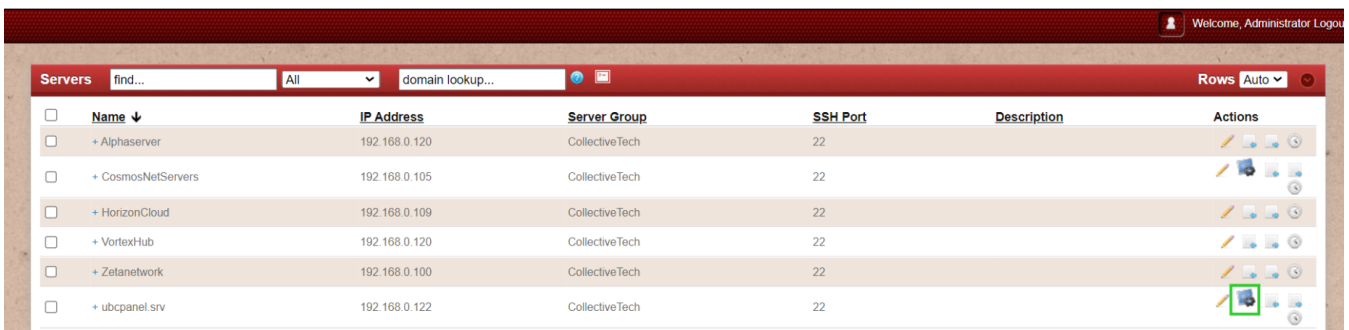 Welcome, Administrator Logou
Servers find... All domain lookup... Rows Auto
Name ↓ IP Address Server Group SSH Port Description Actions
+ Alphaserver 192.168.0.120 CollectiveTech 22
+ CosmosNetServers 192.168.0.105 CollectiveTech 22
+ HorizonCloud 192.168.0.109 CollectiveTech 22
+ VortexHub 192.168.0.120 CollectiveTech 22
+ Zetanetwork 192.168.0.100 CollectiveTech 22
+ ubcpanel.srv 192.168.0.122 CollectiveTech 22